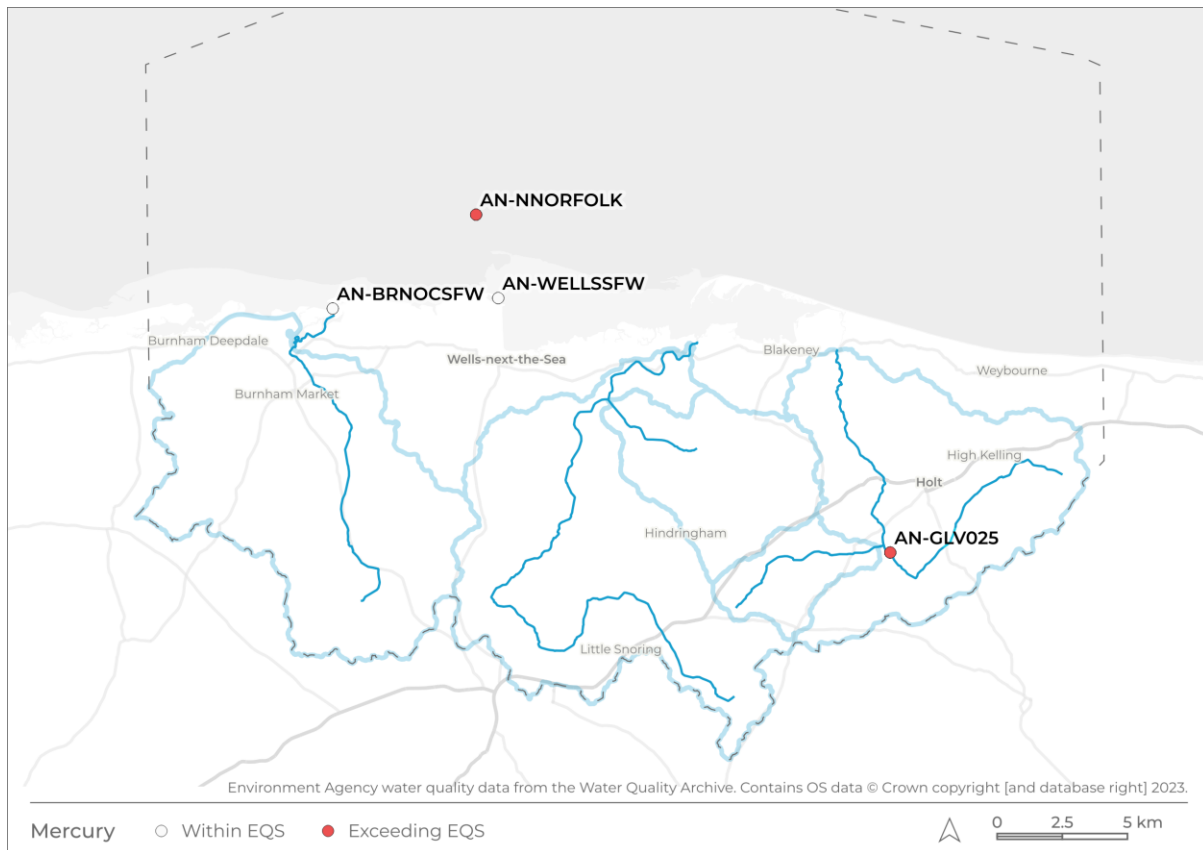 AN-NNORFOLK
AN-WELLSSFW
AN-BRNOCSFW
Burnham Deepdale
Blakeney
Wells-next-the-Sea
Weybourne
Burnham Market
High Kelling
Holt
Hindringham
AN-GLV025
Little Snoring
Environment Agency water quality data from the Water Quality Archive. Contains OS data © Crown copyright [and database right] 2023.
Mercury
Within EQS
Exceeding EQS
0 2.5 5 km